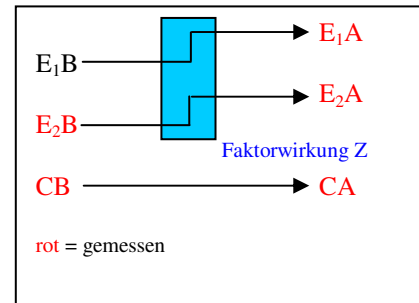 E₁B E₁A
E₂B E₂A
Faktorwirkung Z
CB CA
rot = gemessen